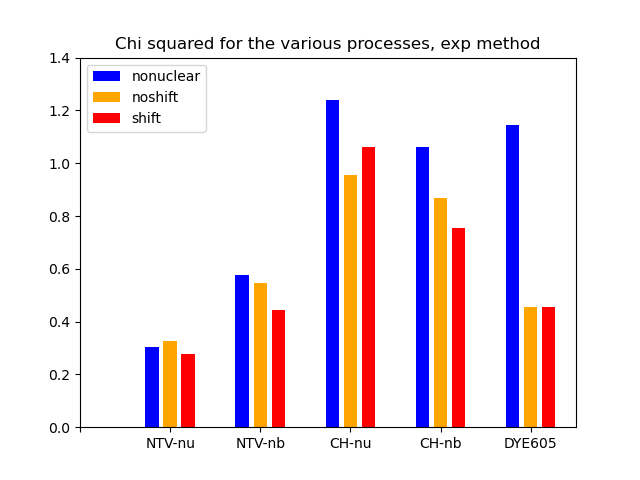 Chi squared for the various processes, exp method
nonuclear
noshift
shift
1.4
1.2
1.0
0.8
0.6
0.4
0.2
0.0
NTV-nu NTV-nb CH-nu CH-nb DYE605